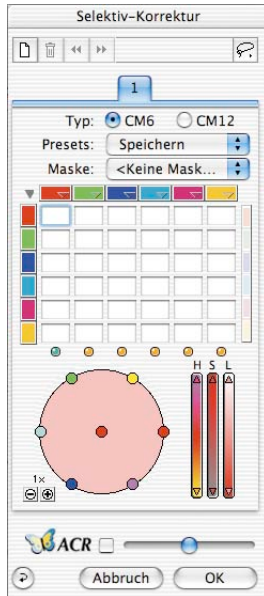 Selektiv-Korrektur
1
Typ: CM6 CM12
Presets: Speichern
Maske: <Keine Mask...
H S L
1x
ACR
Abbruch OK